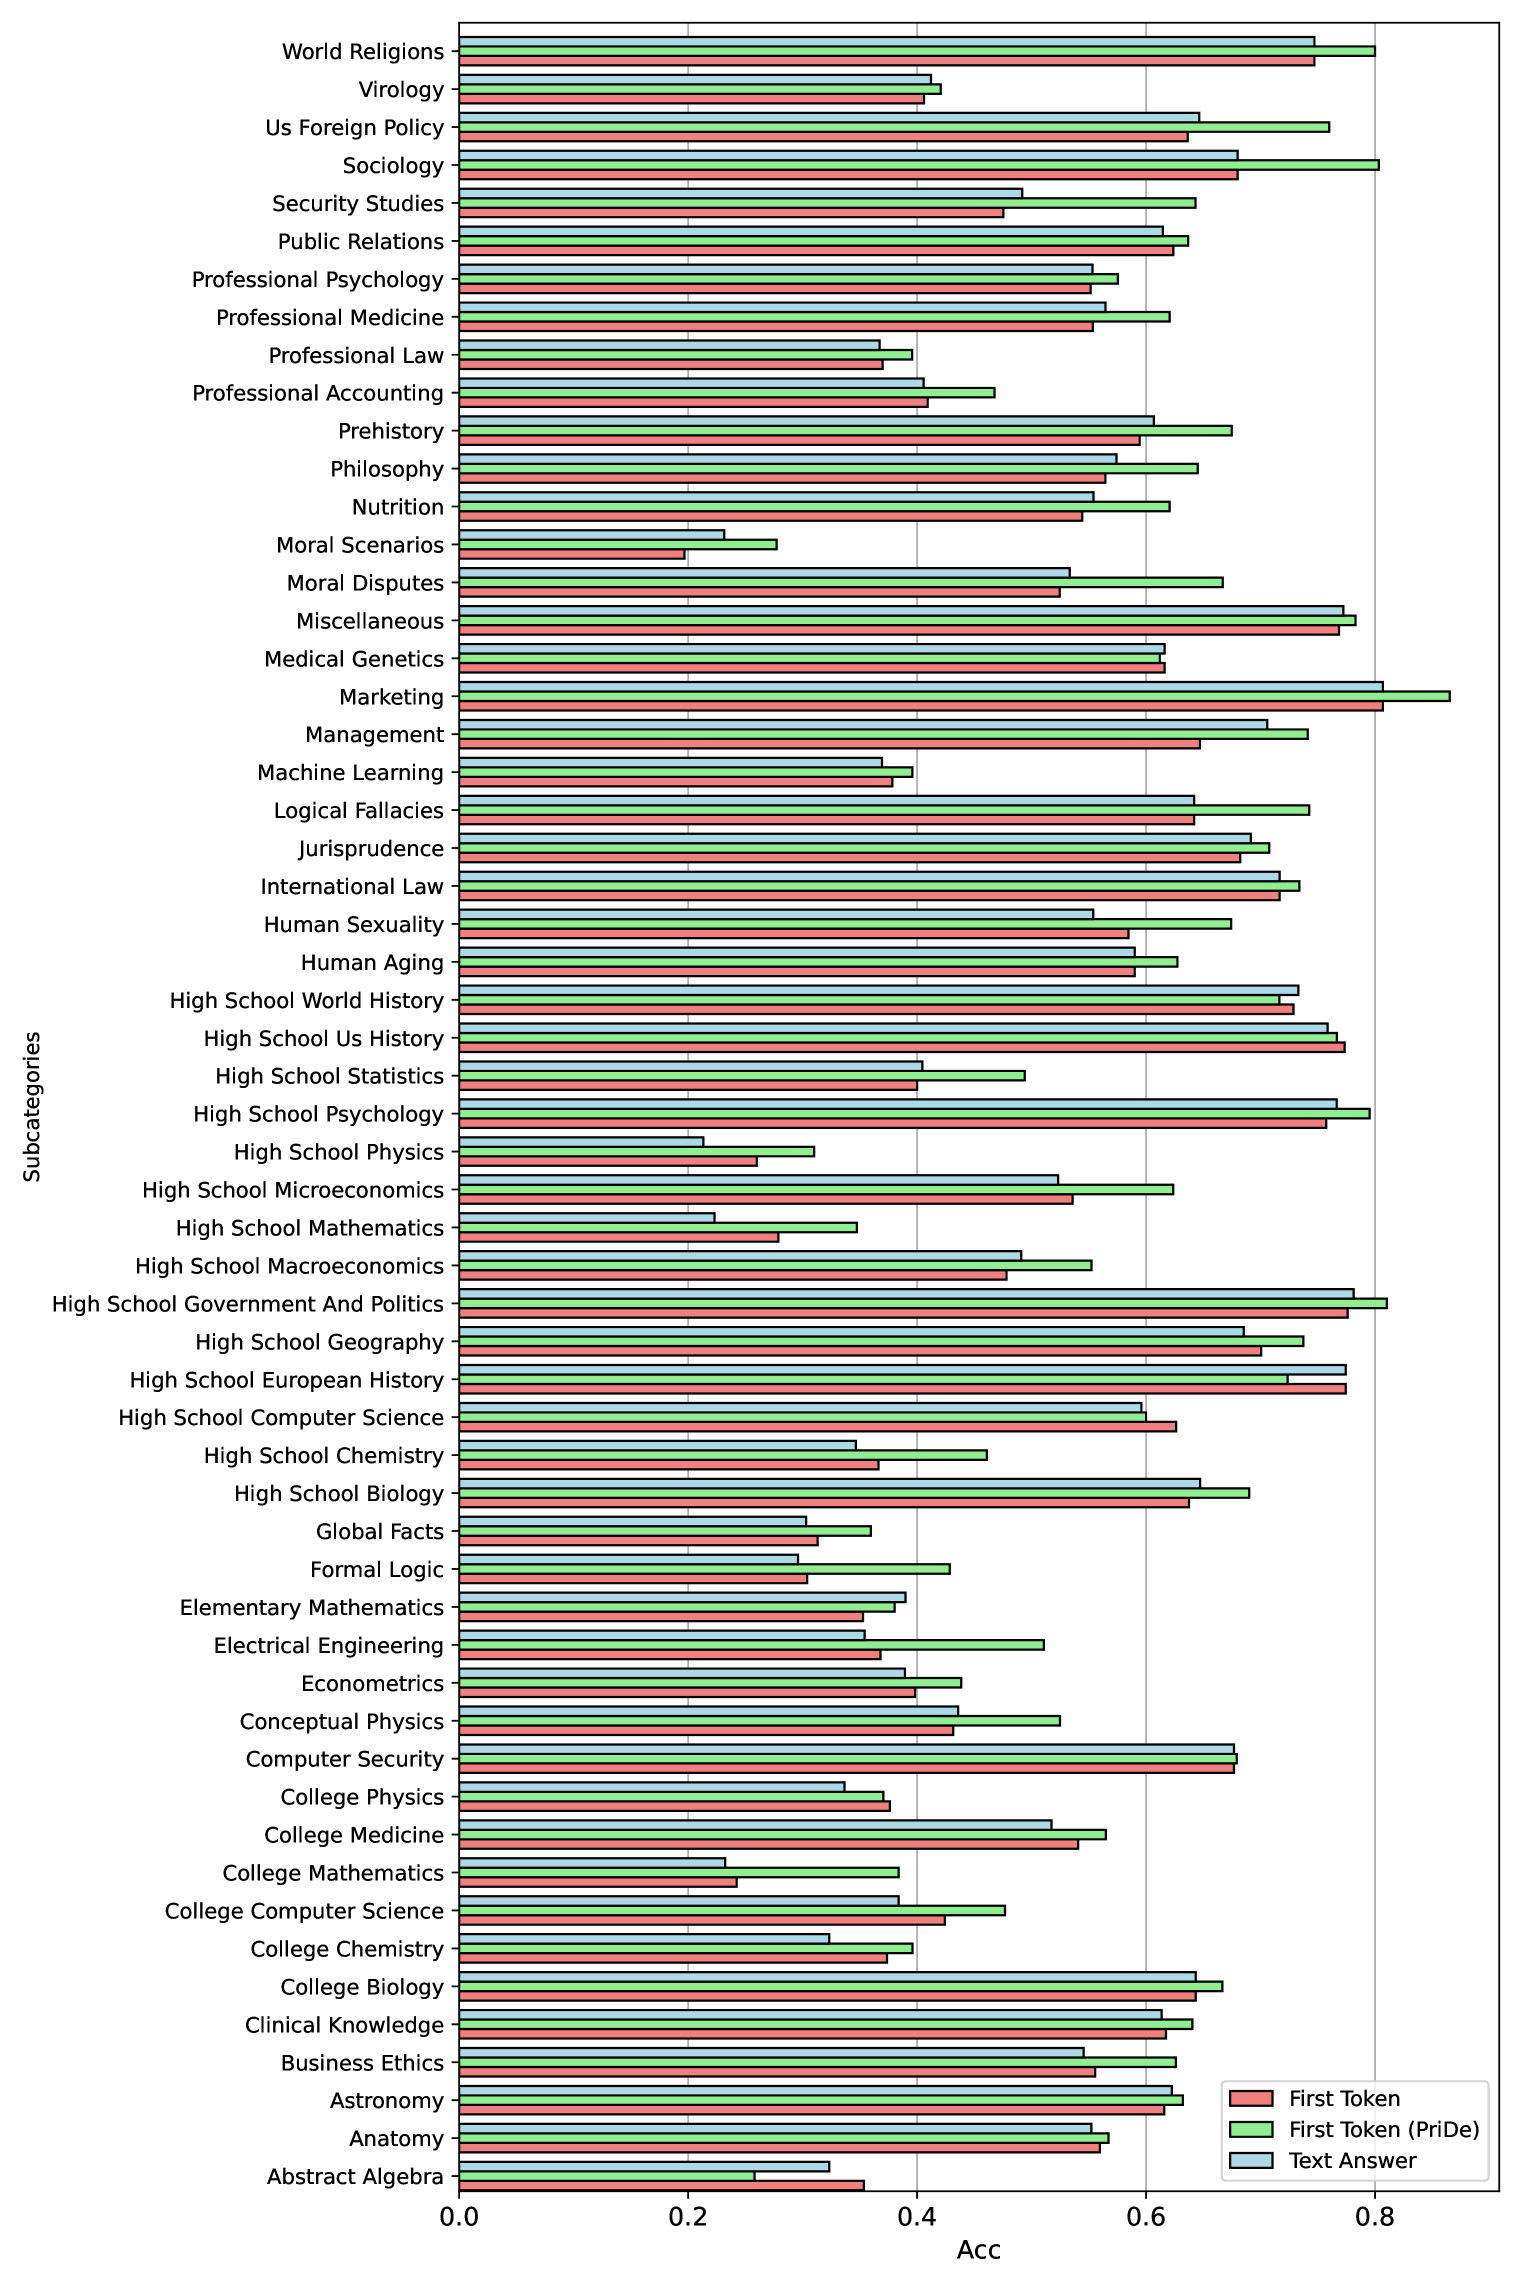 World Religions
Virology
Us Foreign Policy
Sociology
Security Studies
Public Relations
Professional Psychology
Professional Medicine
Professional Law
Professional Accounting
Prehistory
Philosophy
Nutrition
Moral Scenarios
Moral Disputes
Miscellaneous
Medical Genetics
Marketing
Management
Machine Learning
Logical Fallacies
Jurisprudence
International Law
Human Sexuality
Human Aging
High School World History
High School Us History
High School Statistics
High School Psychology
High School Physics
High School Microeconomics
High School Mathematics
High School Macroeconomics
High School Government And Politics
High School Geography
High School European History
High School Computer Science
High School Chemistry
High School Biology
Global Facts
Formal Logic
Elementary Mathematics
Electrical Engineering
Econometrics
Conceptual Physics
Computer Security
College Physics
College Medicine
College Mathematics
College Computer Science
College Chemistry
College Biology
Clinical Knowledge
Business Ethics
Astronomy
Anatomy
Abstract Algebra
Subcategories
First Token
First Token (PriDe)
Text Answer
0.0 0.2 0.4 0.6 0.8
Acc